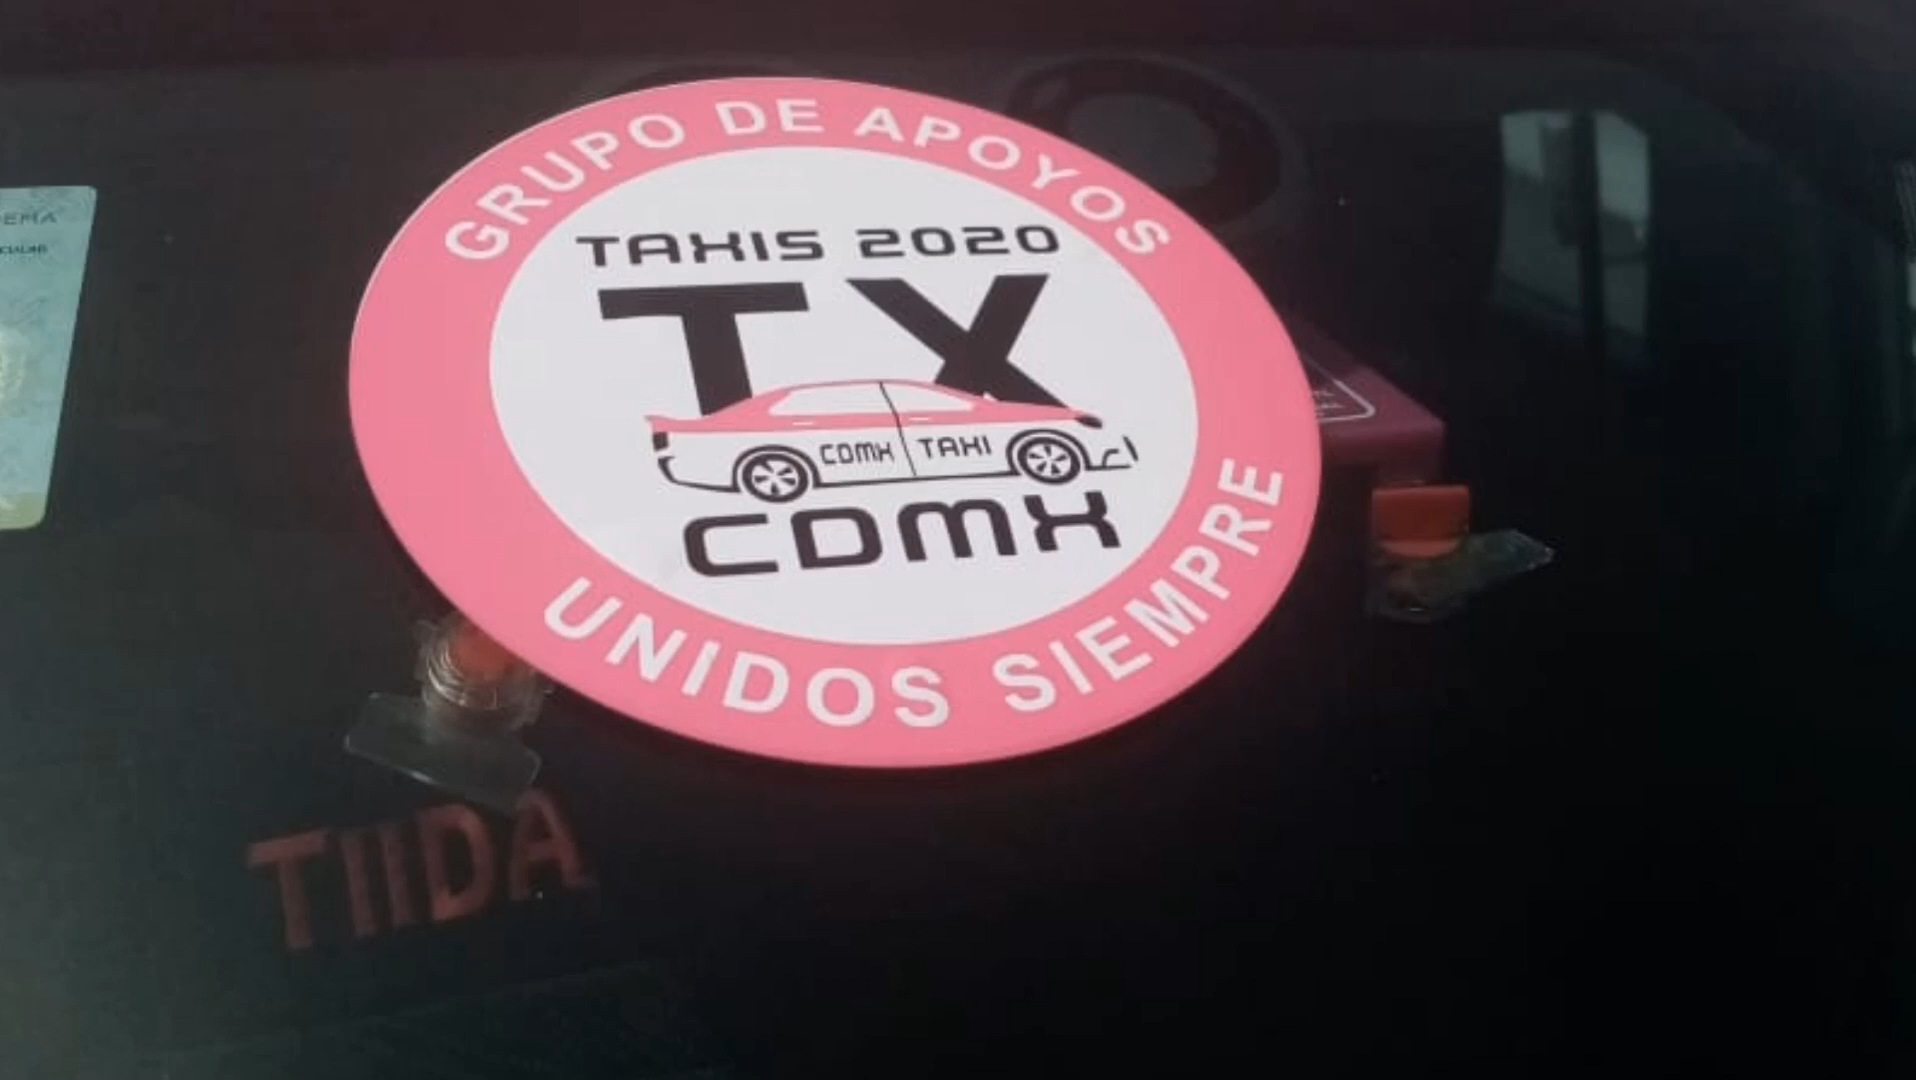 GRUPO DE APOYOS
TAXIS 2020
TX
CDMX TAXI
CDMX
UNIDOS SIEMPRE
TIIDA